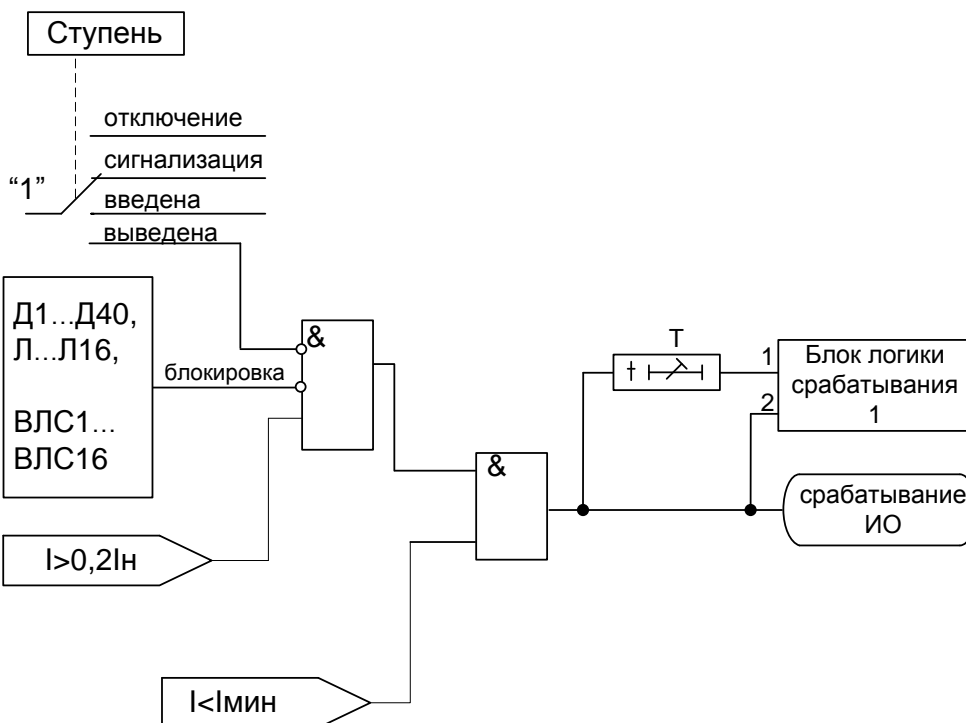 Ступень
отключение
сигнализация
“1”
введена
выведена
Д1...Д40,
Л...Л16,
ВЛС1...
ВЛС16
блокировка
&
I>0,2Iн
&
I<Iмин
T
t
1
2
Блок логики
срабатывания
1
срабатывание
ИО